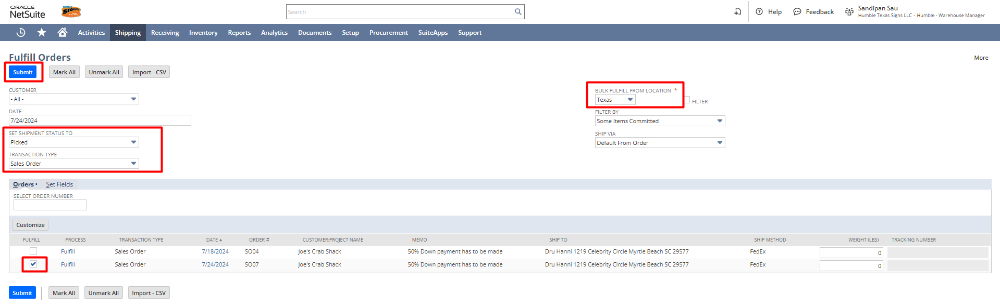 ORACLE
NetSuite
SIGNS
Search
Help
Feedback
Sandipan Sau
Humble Texas Signs LLC - Humble - Warehouse Manager
Activities Shipping Receiving Inventory Reports Analytics Documents Setup Procurement SuiteApps Support
Fulfill Orders
More
Submit Mark All Unmark All Import - CSV
CUSTOMER
- All -
DATE
7/24/2024
SET SHIPMENT STATUS TO
Picked
TRANSACTION TYPE
Sales Order
BULK FULFILL FROM LOCATION *
Texas
FILTER
FILTER BY
Some Items Committed
SHIP VIA
Default From Order
Orders • Set Fields
SELECT ORDER NUMBER
Customize
FULFILL PROCESS TRANSACTION TYPE DATE ▲ ORDER # CUSTOMER:PROJECT NAME MEMO SHIP TO SHIP METHOD WEIGHT (LBS) TRACKING NUMBER
Fulfill Sales Order 7/18/2024 SO04 Joe's Crab Shack 50% Down payment has to be made Dru Hanni 1219 Celebrity Circle Myrtle Beach SC 29577 FedEx 0
Fulfill Sales Order 7/24/2024 SO07 Joe's Crab Shack 50% Down payment has to be made Dru Hanni 1219 Celebrity Circle Myrtle Beach SC 29577 FedEx 0
Submit Mark All Unmark All Import - CSV